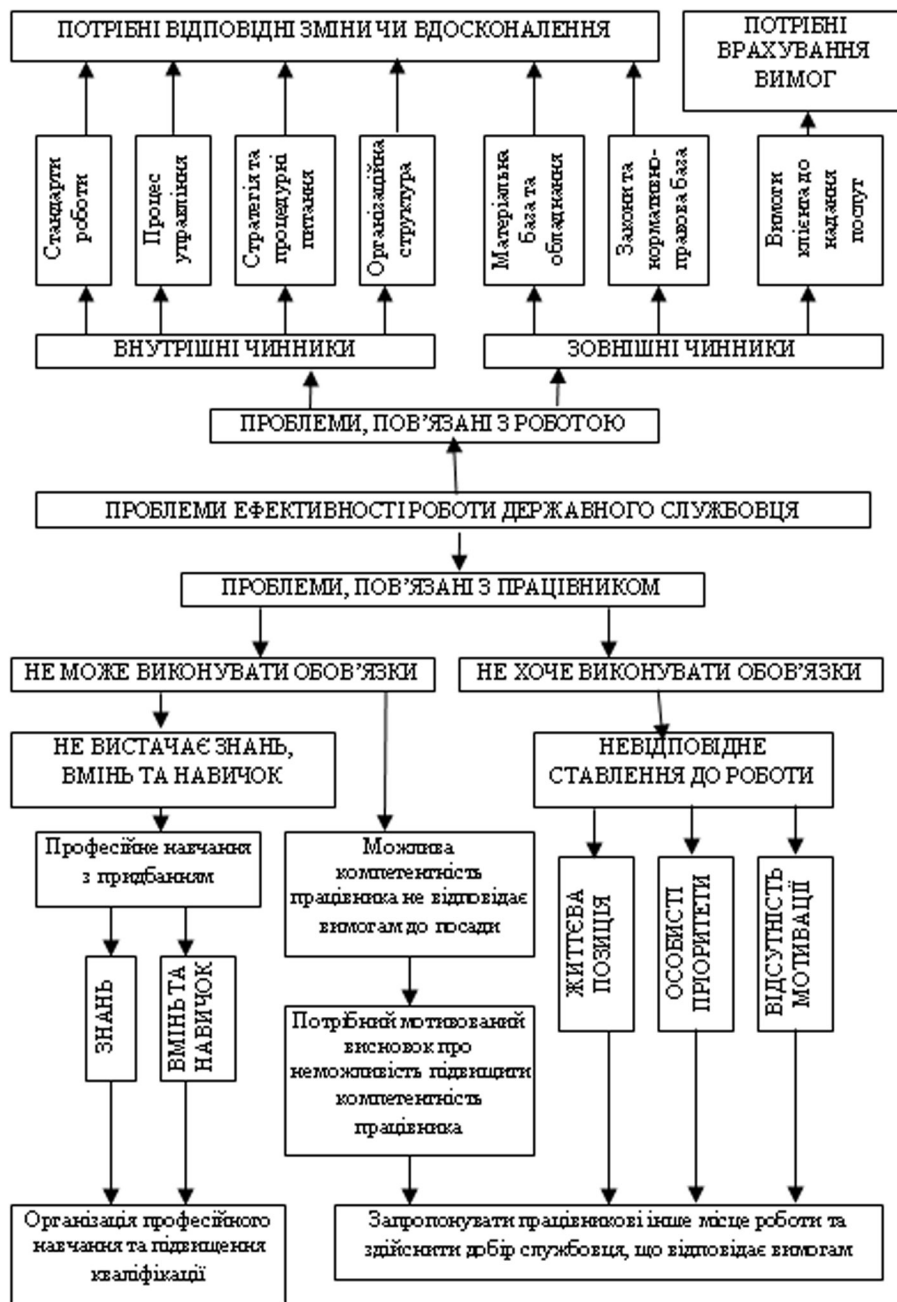 ПОТРІБНІ ВІДПОВІДНІ ЗМІНИ ЧИ ВДОСКОНАЛЕННЯ
ПОТРІБНІ
ВРАХУВАННЯ
ВИМОГ
Стандарти
роботи
Процес
управління
Стратегія та
процедурні
питання
Організаційна
структура
Матеріальна
база та
обладнання
Закони та
нормативно-
правова база
Вимоги
клієнта до
надання
послуг
ВНУТРІШНІ ЧИННИКИ
ЗОВНІШНІ ЧИННИКИ
ПРОБЛЕМИ, ПОВ’ЯЗАНІ З РОБОТОЮ
ПРОБЛЕМИ ЕФЕКТИВНОСТІ РОБОТИ ДЕРЖАВНОГО СЛУЖБОВЦЯ
ПРОБЛЕМИ, ПОВ’ЯЗАНІ З ПРАЦІВНИКОМ
НЕ МОЖЕ ВИКОНУВАТИ ОБОВ’ЯЗКИ
НЕ ХОЧЕ ВИКОНУВАТИ ОБОВ’ЯЗКИ
НЕ ВИСТАЧАЄ ЗНАНЬ,
ВМІНЬ ТА НАВИЧОК
НЕВІДПОВІДНЕ
СТАВЛЕННЯ ДО РОБОТИ
Професійне навчання
з придбанням
Можлива
компетентність
працівника не відповідає
вимогам до посади
ЗНАНЬ
ВМІНЬ ТА
НАВИЧОК
ЖИТТЄВА
ПОЗИЦІЯ
ОСОБИСТІ
ПРІОРИТЕТИ
ВІДСУТНІСТЬ
МОТИВАЦІЇ
Потрібний мотивований
висновок про
неможливість підвищити
компетентність
працівника
Організація професійного
навчання та підвищення
кваліфікації
Запропонувати працівникові інше місце роботи та
здійснити добір службовця, що відповідає вимогам